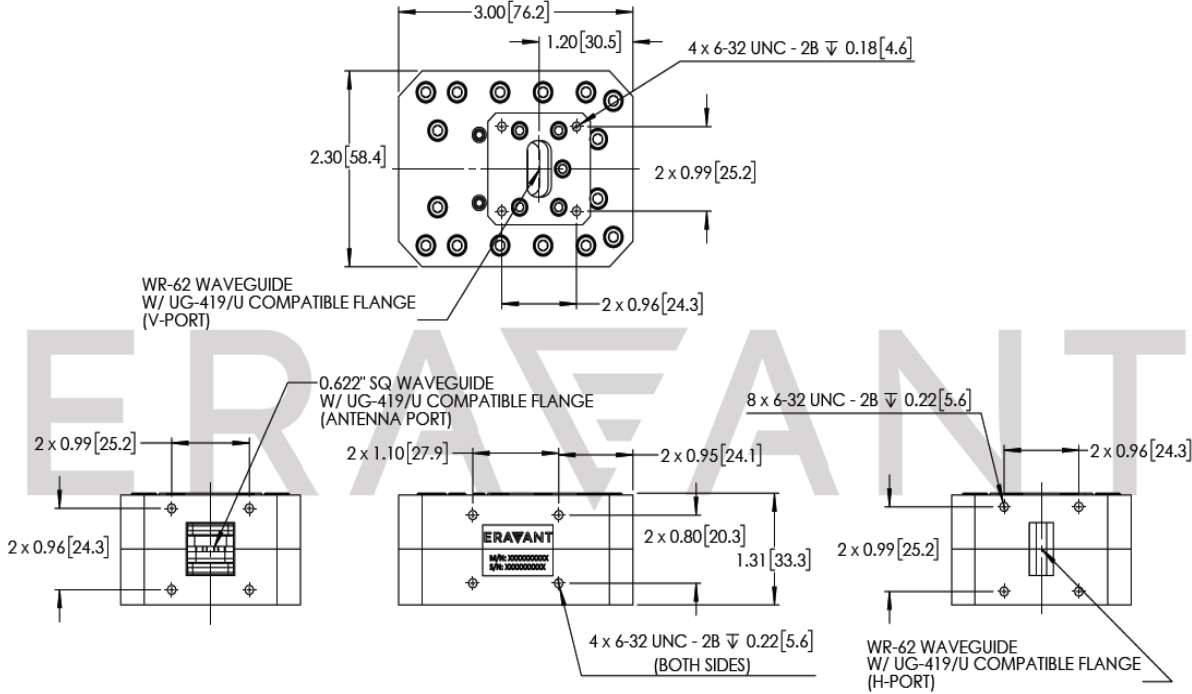 3.00[76.2]
1.20[30.5]
4 x 6-32 UNC - 2B ↧ 0.18[4.6]
2.30[58.4]
2 x 0.99[25.2]
WR-62 WAVEGUIDE
W/ UG-419/U COMPATIBLE FLANGE
(V-PORT)
2 x 0.96[24.3]
ERAVANT
0.622" SQ WAVEGUIDE
W/ UG-419/U COMPATIBLE FLANGE
(ANTENNA PORT)
8 x 6-32 UNC - 2B ↧ 0.22[5.6]
2 x 0.99[25.2]
2 x 1.10[27.9]
2 x 0.95[24.1]
2 x 0.96[24.3]
2 x 0.96[24.3]
ERAVANT
M/N: XXXXXXXXXX
S/N: XXXXXXXXXX
2 x 0.80[20.3]
1.31[33.3]
2 x 0.99[25.2]
4 x 6-32 UNC - 2B ↧ 0.22[5.6]
(BOTH SIDES)
WR-62 WAVEGUIDE
W/ UG-419/U COMPATIBLE FLANGE
(H-PORT)